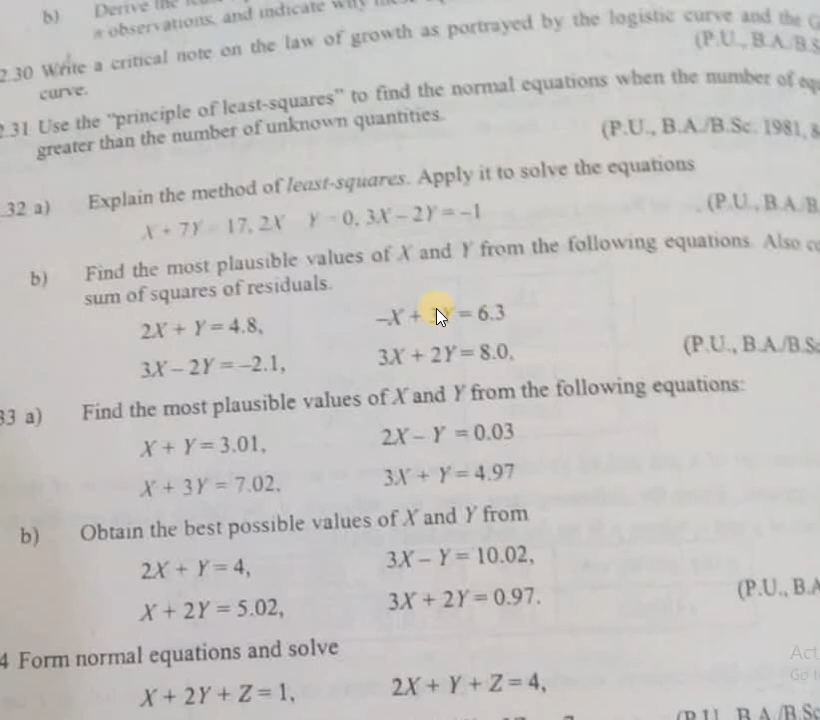 b) Derive the
n observations, and indicate why
2.30 Write a critical note on the law of growth as portrayed by the logistic curve and the G
curve. (P.U., B.A./B.S
2.31 Use the “principle of least-squares” to find the normal equations when the number of equ
greater than the number of unknown quantities.
(P.U., B.A./B.Sc. 1981, 8
.32 a) Explain the method of least-squares. Apply it to solve the equations
X + 7Y = 17, 2X Y = 0, 3X – 2Y = –1 (P.U., B.A./B
b) Find the most plausible values of X and Y from the following equations. Also co
sum of squares of residuals.
2X + Y = 4.8, –X + 3Y = 6.3
3X – 2Y = –2.1, 3X + 2Y = 8.0, (P.U., B.A./B.Sc
33 a) Find the most plausible values of X and Y from the following equations:
X + Y = 3.01, 2X – Y = 0.03
X + 3Y = 7.02, 3X + Y = 4.97
b) Obtain the best possible values of X and Y from
2X + Y = 4, 3X – Y = 10.02,
X + 2Y = 5.02, 3X + 2Y = 0.97. (P.U., B.A
4 Form normal equations and solve
X + 2Y + Z = 1, 2X + Y + Z = 4,
(P.U., B.A./B.Sc
Act
Go t